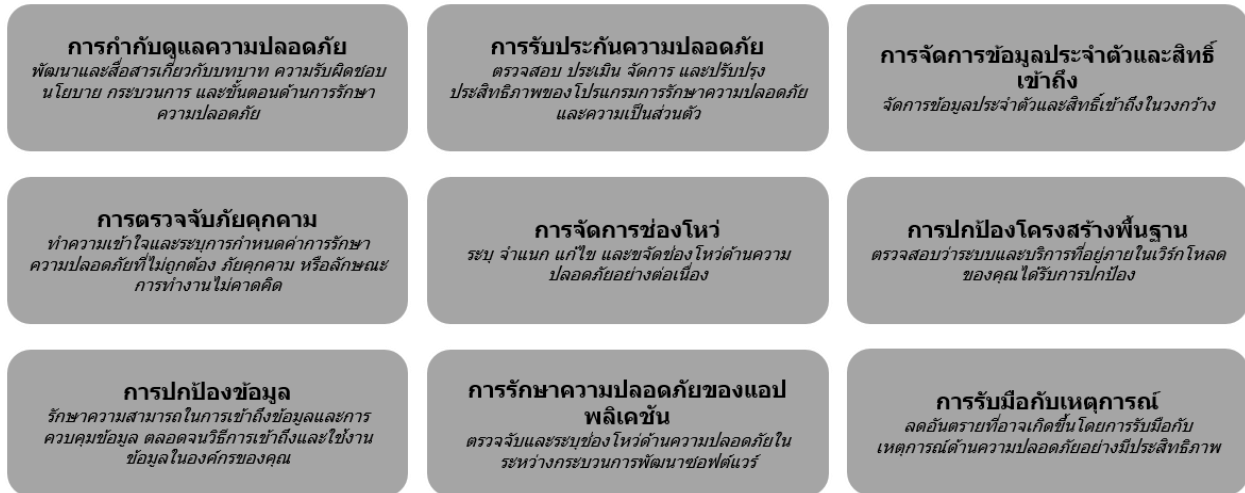 การกำกับดูแลความปลอดภัย
พัฒนาและสื่อสารเกี่ยวกับบทบาท ความรับผิดชอบ
นโยบาย กระบวนการ และขั้นตอนด้านการรักษา
ความปลอดภัย
การรับประกันความปลอดภัย
ตรวจสอบ ประเมิน จัดการ และปรับปรุง
ประสิทธิภาพของโปรแกรมการรักษาความปลอดภัย
และความเป็นส่วนตัว
การจัดการข้อมูลประจำตัวและสิทธิ์
เข้าถึง
จัดการข้อมูลประจำตัวและสิทธิ์เข้าถึงในวงกว้าง
การตรวจจับภัยคุกคาม
ทำความเข้าใจและระบุการกำหนดค่าการรักษา
ความปลอดภัยที่ไม่ถูกต้อง ภัยคุกคาม หรือลักษณะ
การทำงานไม่คาดคิด
การจัดการช่องโหว่
ระบุ จำแนก แก้ไข และขจัดช่องโหว่ด้านความ
ปลอดภัยอย่างต่อเนื่อง
การปกป้องโครงสร้างพื้นฐาน
ตรวจสอบว่าระบบและบริการที่อยู่ภายในเวิร์กโหลด
ของคุณได้รับการปกป้อง
การปกป้องข้อมูล
รักษาความสามารถในการเข้าถึงข้อมูลและการ
ควบคุมข้อมูล ตลอดจนวิธีการเข้าถึงและใช้งาน
ข้อมูลในองค์กรของคุณ
การรักษาความปลอดภัยของแอป
พลิเคชัน
ตรวจจับและระบุช่องโหว่ด้านความปลอดภัยใน
ระหว่างกระบวนการพัฒนาซอฟต์แวร์
การรับมือกับเหตุการณ์
ลดอันตรายที่อาจเกิดขึ้นโดยการรับมือกับ
เหตุการณ์ด้านความปลอดภัยอย่างมีประสิทธิภาพ